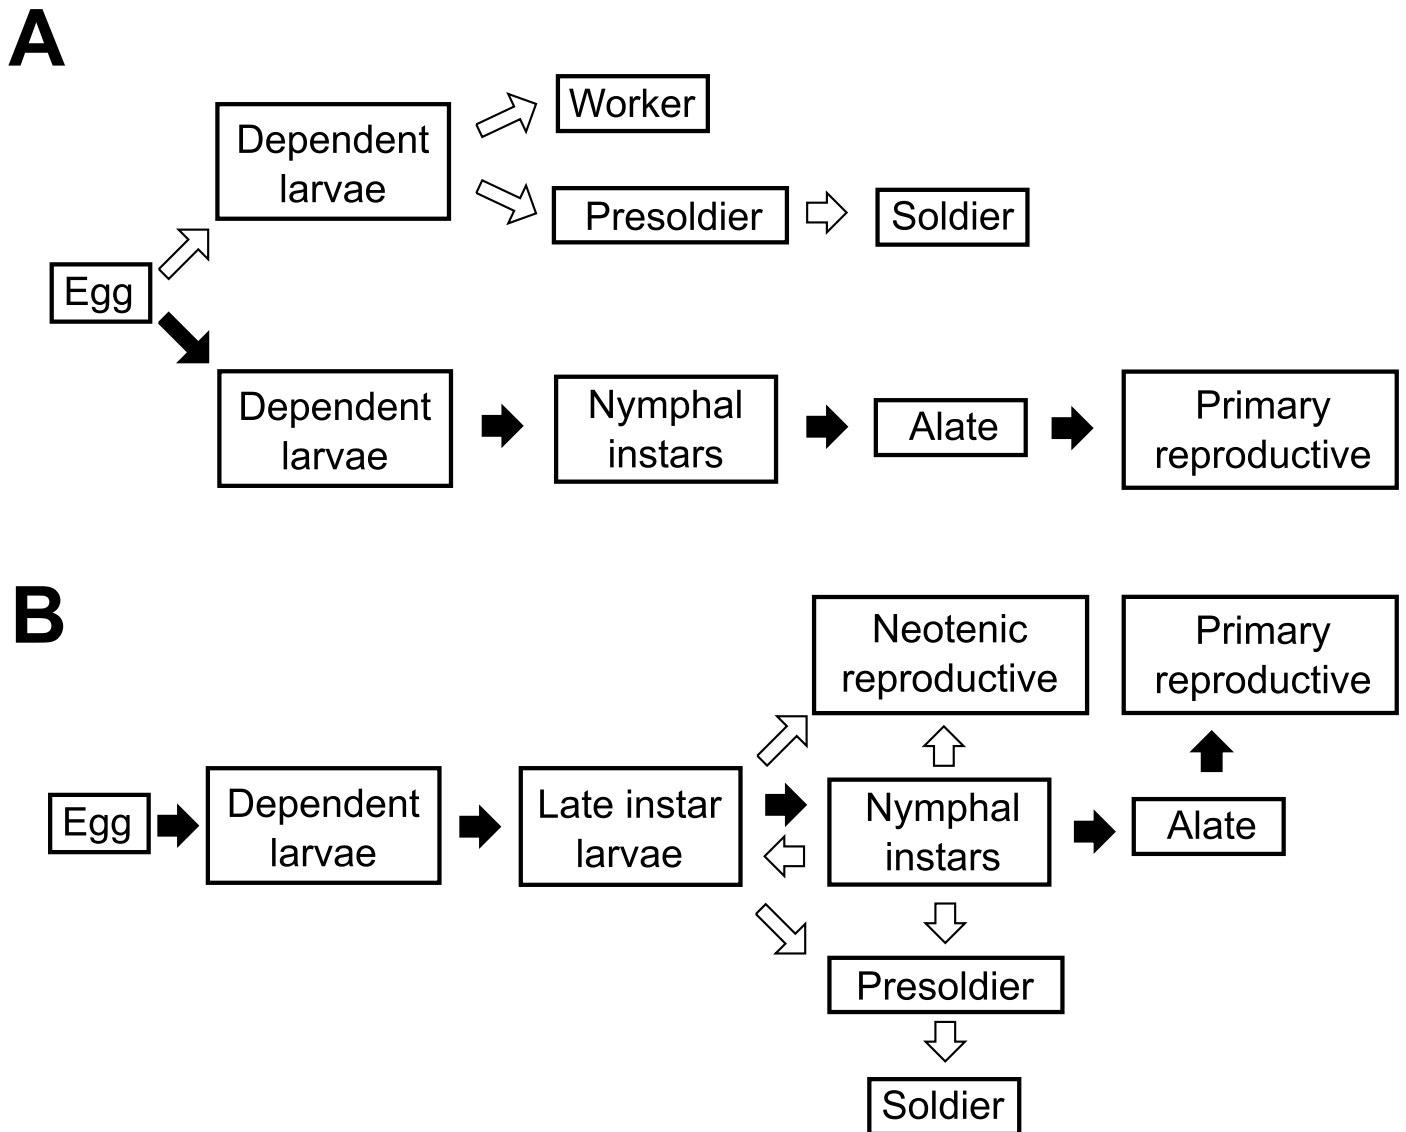 A
Worker
Dependent
larvae
Presoldier
Soldier
Egg
Dependent
larvae
Nymphal
instars
Alate
Primary
reproductive
B
Neotenic
reproductive
Primary
reproductive
Egg
Dependent
larvae
Late instar
larvae
Nymphal
instars
Alate
Presoldier
Soldier